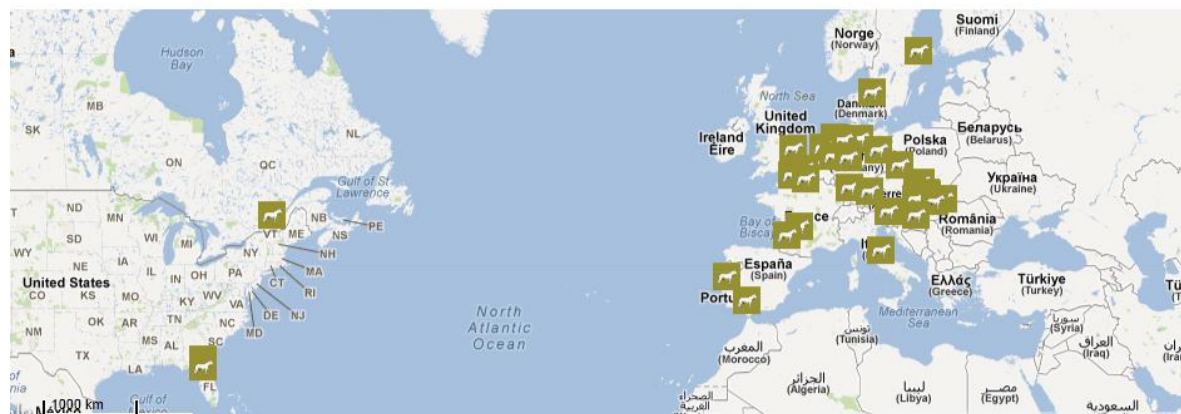 Hudson
Bay
MB
SK
ON
QC
NL
Gulf of St
Lawrence
NB
PE
NS
ME
VT
NH
MA
RI
CT
NJ
DE
MD
ND
MN
SD
WI
MI
NY
WY
NE
IA
IL
IN
OH
PA
United States
CO
KS
MO
KY
WV
VA
OK
AR
TN
NC
NM
MS
AL
SC
TX
LA
FL
1000 km
North
Atlantic
Ocean
Suomi
(Finland)
Norge
(Norway)
North Sea
(Denmark)
United
Kingdom
Ireland
Éire
Polska
(Poland)
Беларусь
(Belarus)
Україна
(Ukraine)
România
(Romania)
Bay of
España
(Spain)
Ελλάς
(Greece)
Türkiye
(Turkey)
Mediterranean
Sea
المغرب
(Morocco)
تونس
(Tunisia)
الجزائر
(Algeria)
ليبيا
(Libya)
مصر
(Egypt)
سوريا
(Syria)
العراق
(Iraq)
السعودية
الصحراء
الغربية